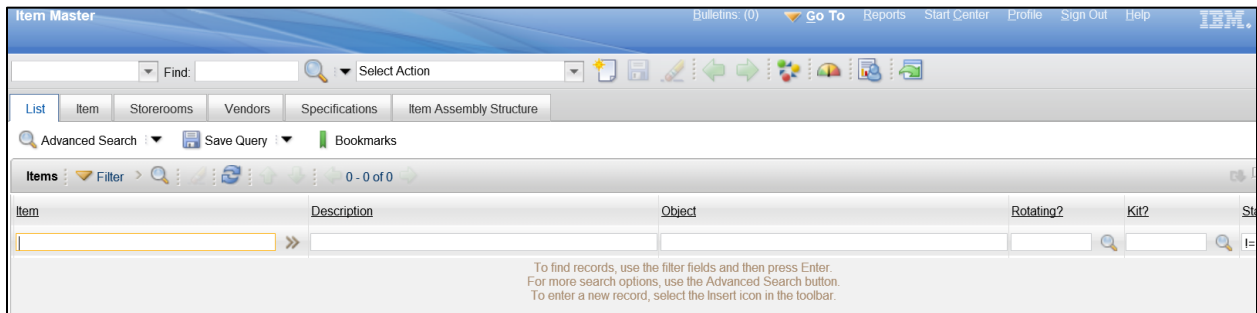 Item Master Bulletins: (0) Go To Reports Start Center Profile Sign Out Help IBM.
Find: Select Action
List Item Storerooms Vendors Specifications Item Assembly Structure
Advanced Search Save Query Bookmarks
Items Filter > 0 - 0 of 0
Item Description Object Rotating? Kit? Sta
!=
To find records, use the filter fields and then press Enter.
For more search options, use the Advanced Search button.
To enter a new record, select the Insert icon in the toolbar.